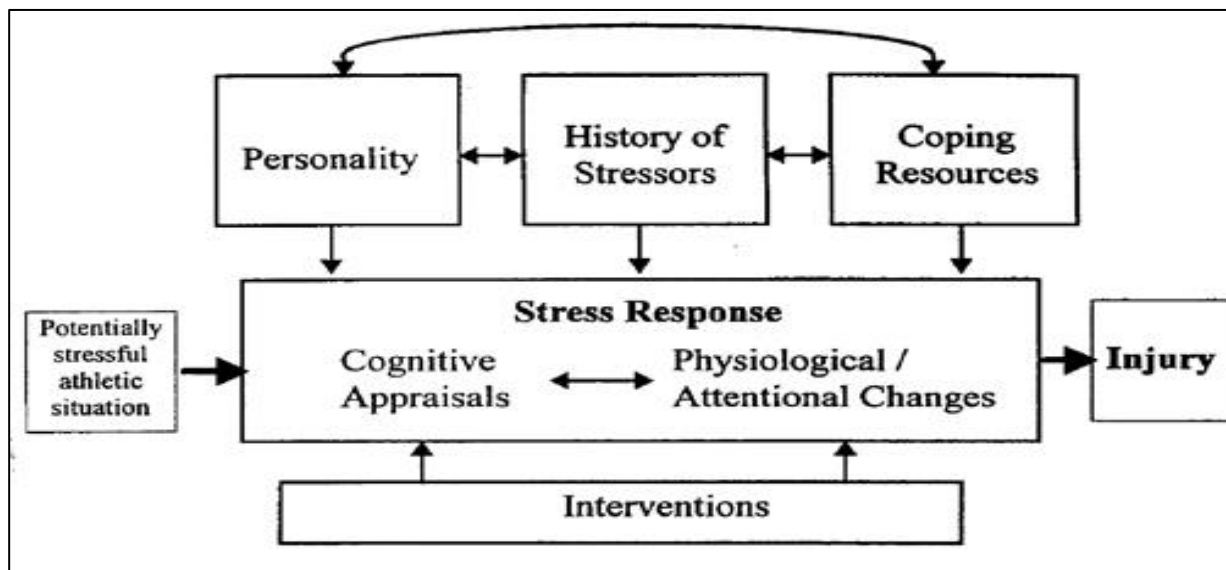 Personality
History of
Stressors
Coping
Resources
Potentially
stressful
athletic
situation
Stress Response
Cognitive
Appraisals
Physiological /
Attentional Changes
Injury
Interventions